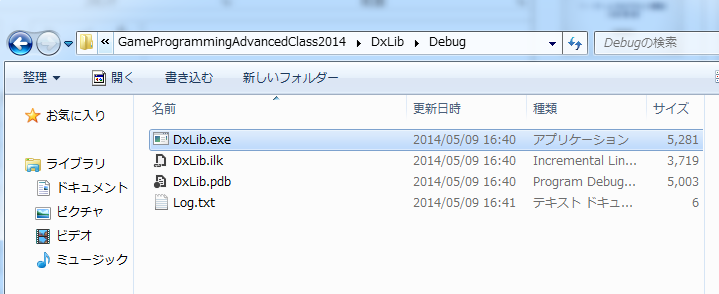 « GameProgrammingAdvancedClass2014 ▸ DxLib ▸ Debug
Debugの検索
整理 開く 書き込む 新しいフォルダー
お気に入り
ライブラリ
ドキュメント
ピクチャ
ビデオ
ミュージック
名前 更新日時 種類 サイズ
DxLib.exe 2014/05/09 16:40 アプリケーション 5,281
DxLib.ilk 2014/05/09 16:40 Incremental Lin... 3,719
DxLib.pdb 2014/05/09 16:40 Program Debug... 5,003
Log.txt 2014/05/09 16:41 テキスト ドキュ... 6